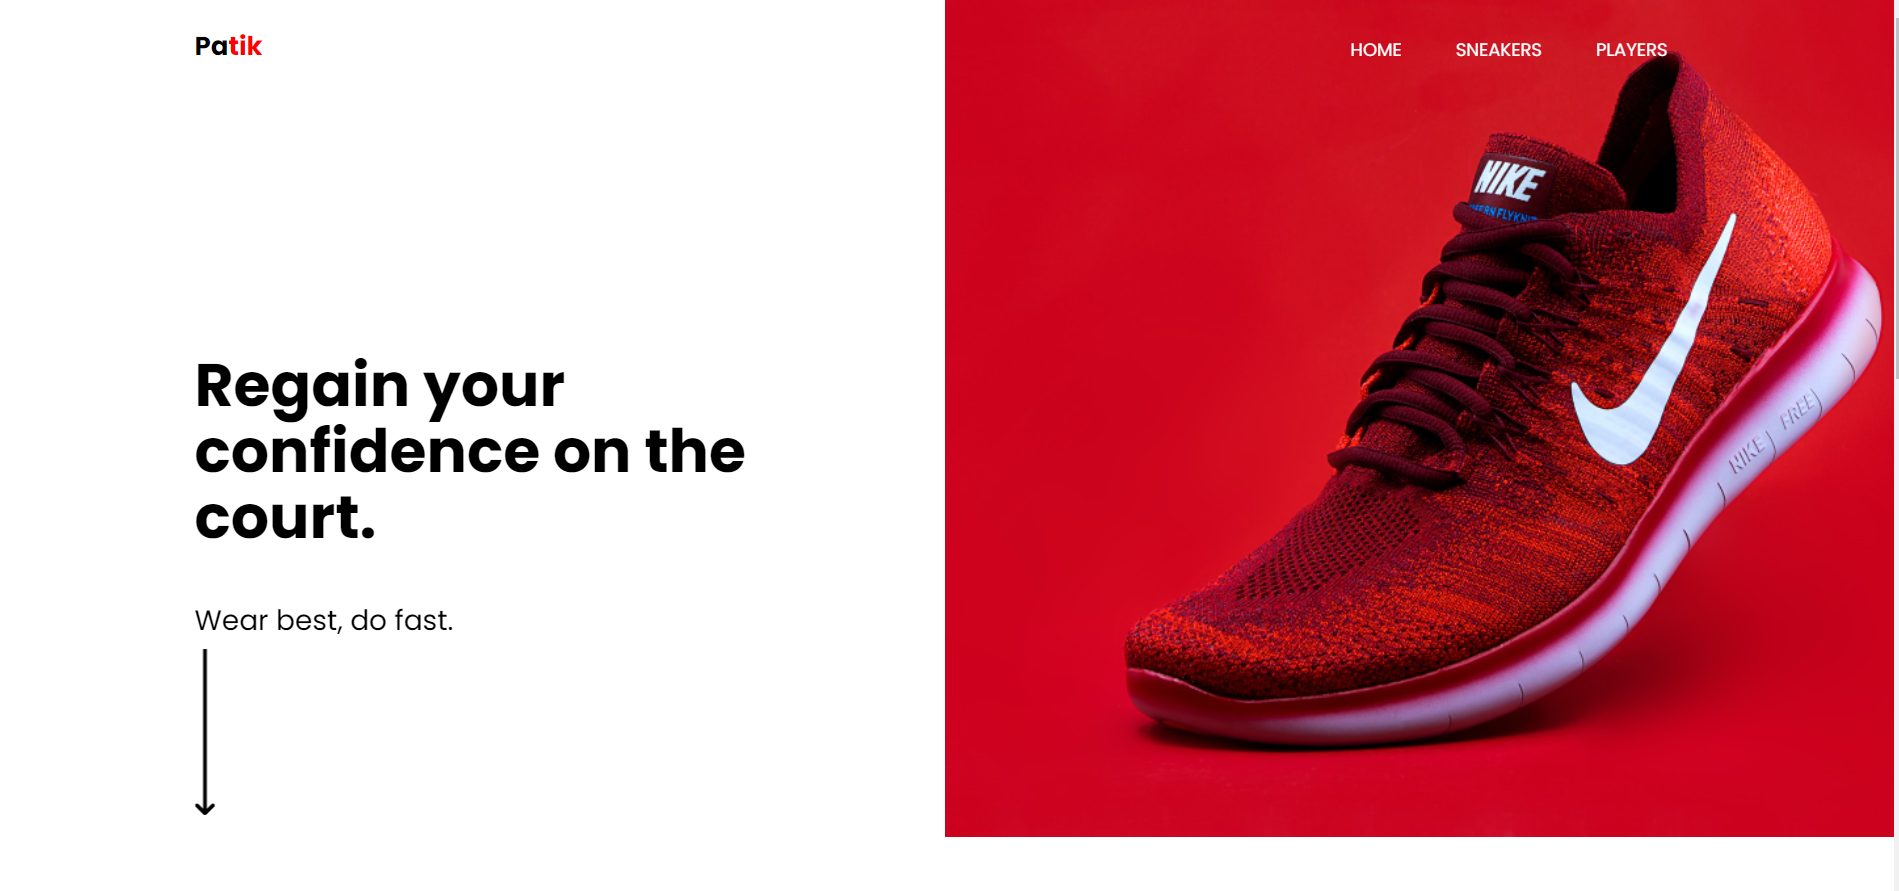 Patik
HOME SNEAKERS PLAYERS
NIKE
Regain your
confidence on the
court.
Wear best, do fast.
NIKE FREE